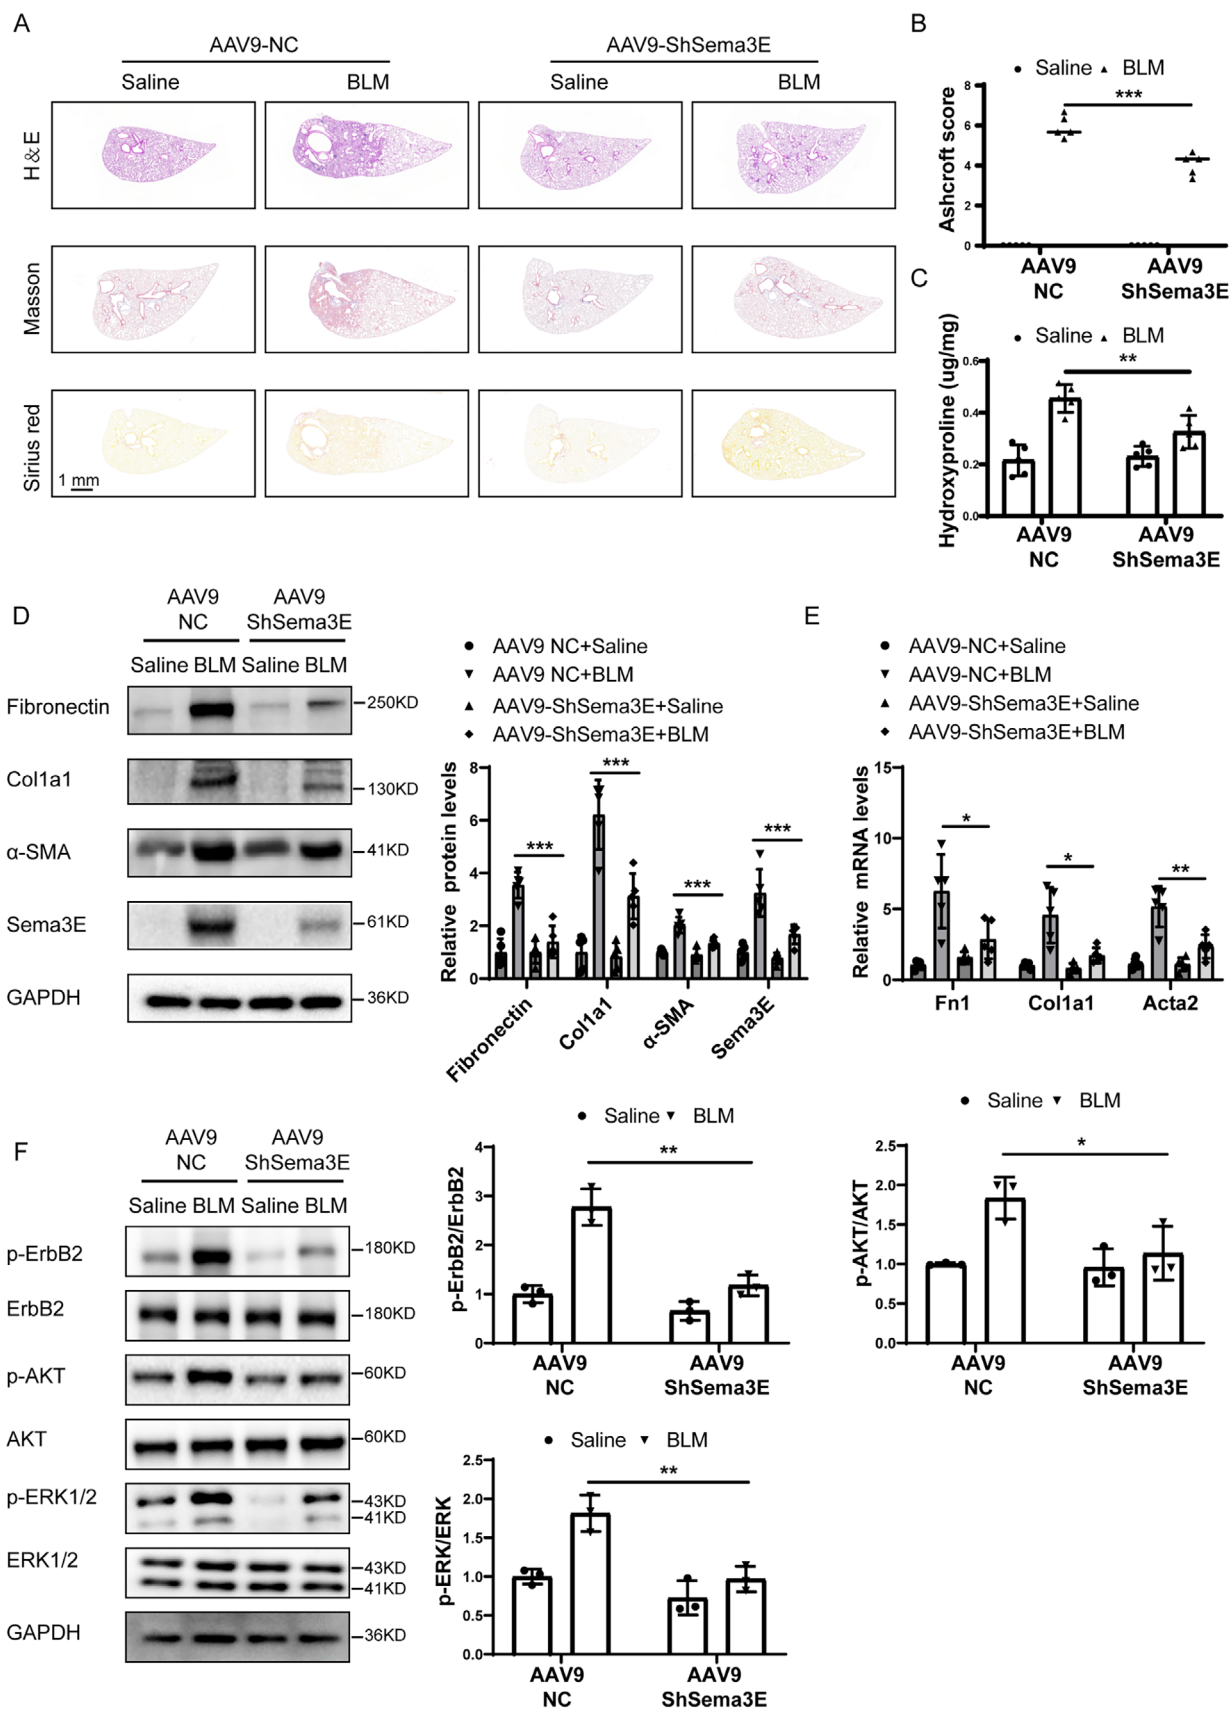 A
AAV9-NC
AAV9-ShSema3E
Saline
BLM
Saline
BLM
H&E
Masson
Sirius red
1 mm
B
Saline
BLM
***
Ashcroft score
8
6
4
2
0
AAV9
NC
AAV9
ShSema3E
C
Saline
BLM
**
Hydroxyproline (ug/mg)
0.6
0.4
0.2
0.0
AAV9
NC
AAV9
ShSema3E
D
AAV9
NC
AAV9
ShSema3E
Saline BLM Saline BLM
Fibronectin
250KD
Col1a1
130KD
α-SMA
41KD
Sema3E
61KD
GAPDH
36KD
AAV9 NC+Saline
AAV9 NC+BLM
AAV9-ShSema3E+Saline
AAV9-ShSema3E+BLM
Relative protein levels
8
6
4
2
0
***
***
***
***
Fibronectin
Col1a1
α-SMA
Sema3E
E
AAV9-NC+Saline
AAV9-NC+BLM
AAV9-ShSema3E+Saline
AAV9-ShSema3E+BLM
Relative mRNA levels
15
10
5
0
*
*
**
Fn1
Col1a1
Acta2
F
AAV9
NC
AAV9
ShSema3E
Saline BLM Saline BLM
p-ErbB2
180KD
ErbB2
180KD
p-AKT
60KD
AKT
60KD
p-ERK1/2
43KD
41KD
ERK1/2
43KD
41KD
GAPDH
36KD
Saline
BLM
**
p-ErbB2/ErbB2
4
3
2
1
0
AAV9
NC
AAV9
ShSema3E
Saline
BLM
*
p-AKT/AKT
2.5
2.0
1.5
1.0
0.5
0.0
AAV9
NC
AAV9
ShSema3E
Saline
BLM
**
p-ERK/ERK
2.5
2.0
1.5
1.0
0.5
0.0
AAV9
NC
AAV9
ShSema3E